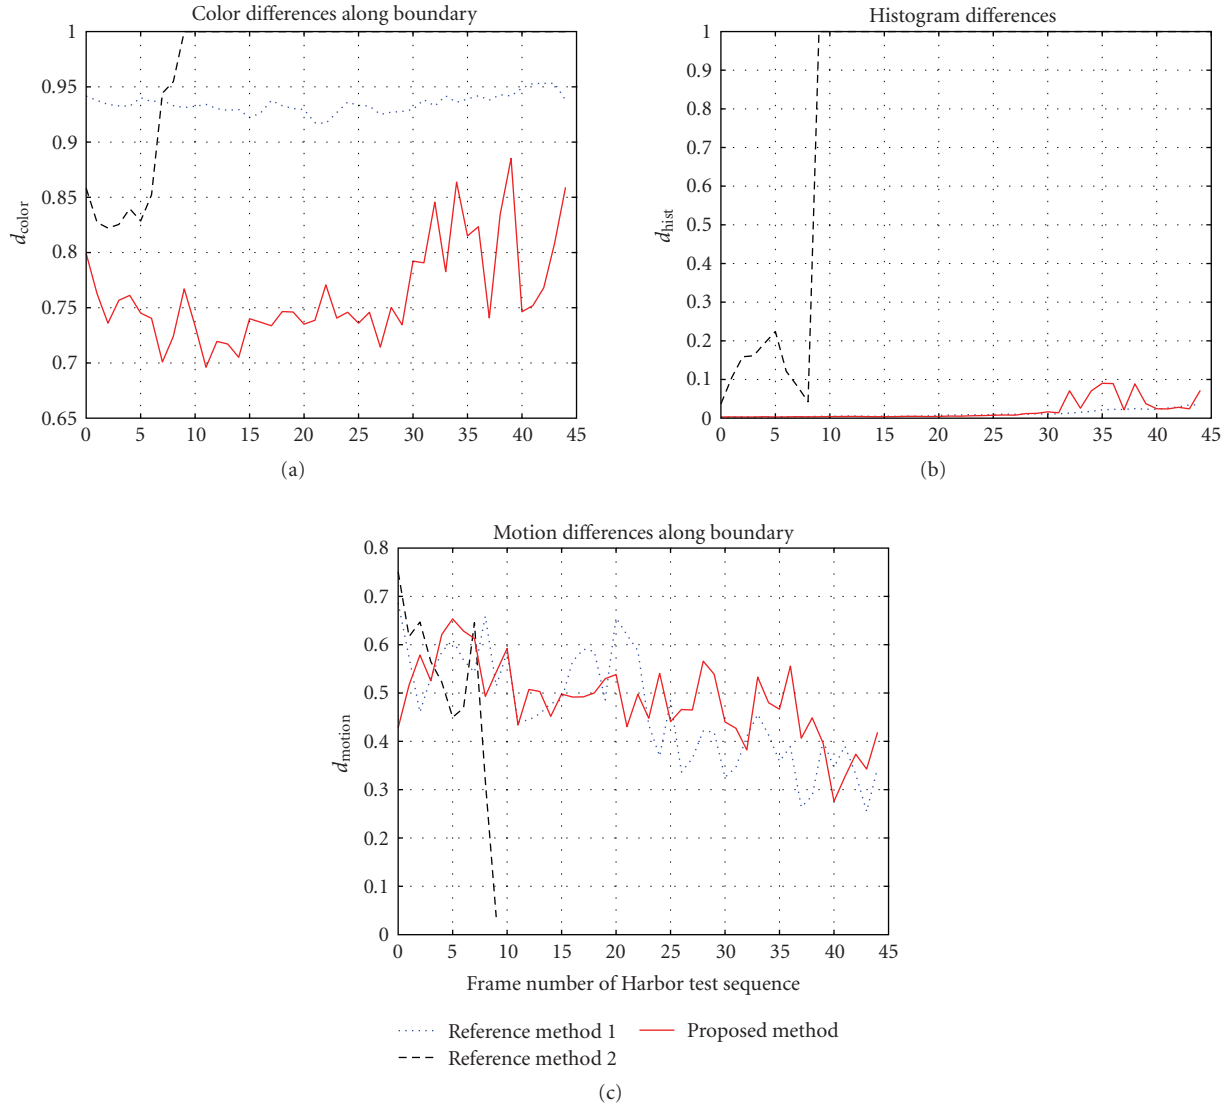 Color differences along boundary
1
0.95
0.9
0.85
0.8
0.75
0.7
0.65
d color
0 5 10 15 20 25 30 35 40 45
(a)
Histogram differences
1
0.9
0.8
0.7
0.6
0.5
0.4
0.3
0.2
0.1
0
d hist
0 5 10 15 20 25 30 35 40 45
(b)
Motion differences along boundary
0.8
0.7
0.6
0.5
0.4
0.3
0.2
0.1
0
d motion
0 5 10 15 20 25 30 35 40 45
Frame number of Harbor test sequence
Reference method 1 Proposed method
Reference method 2
(c)